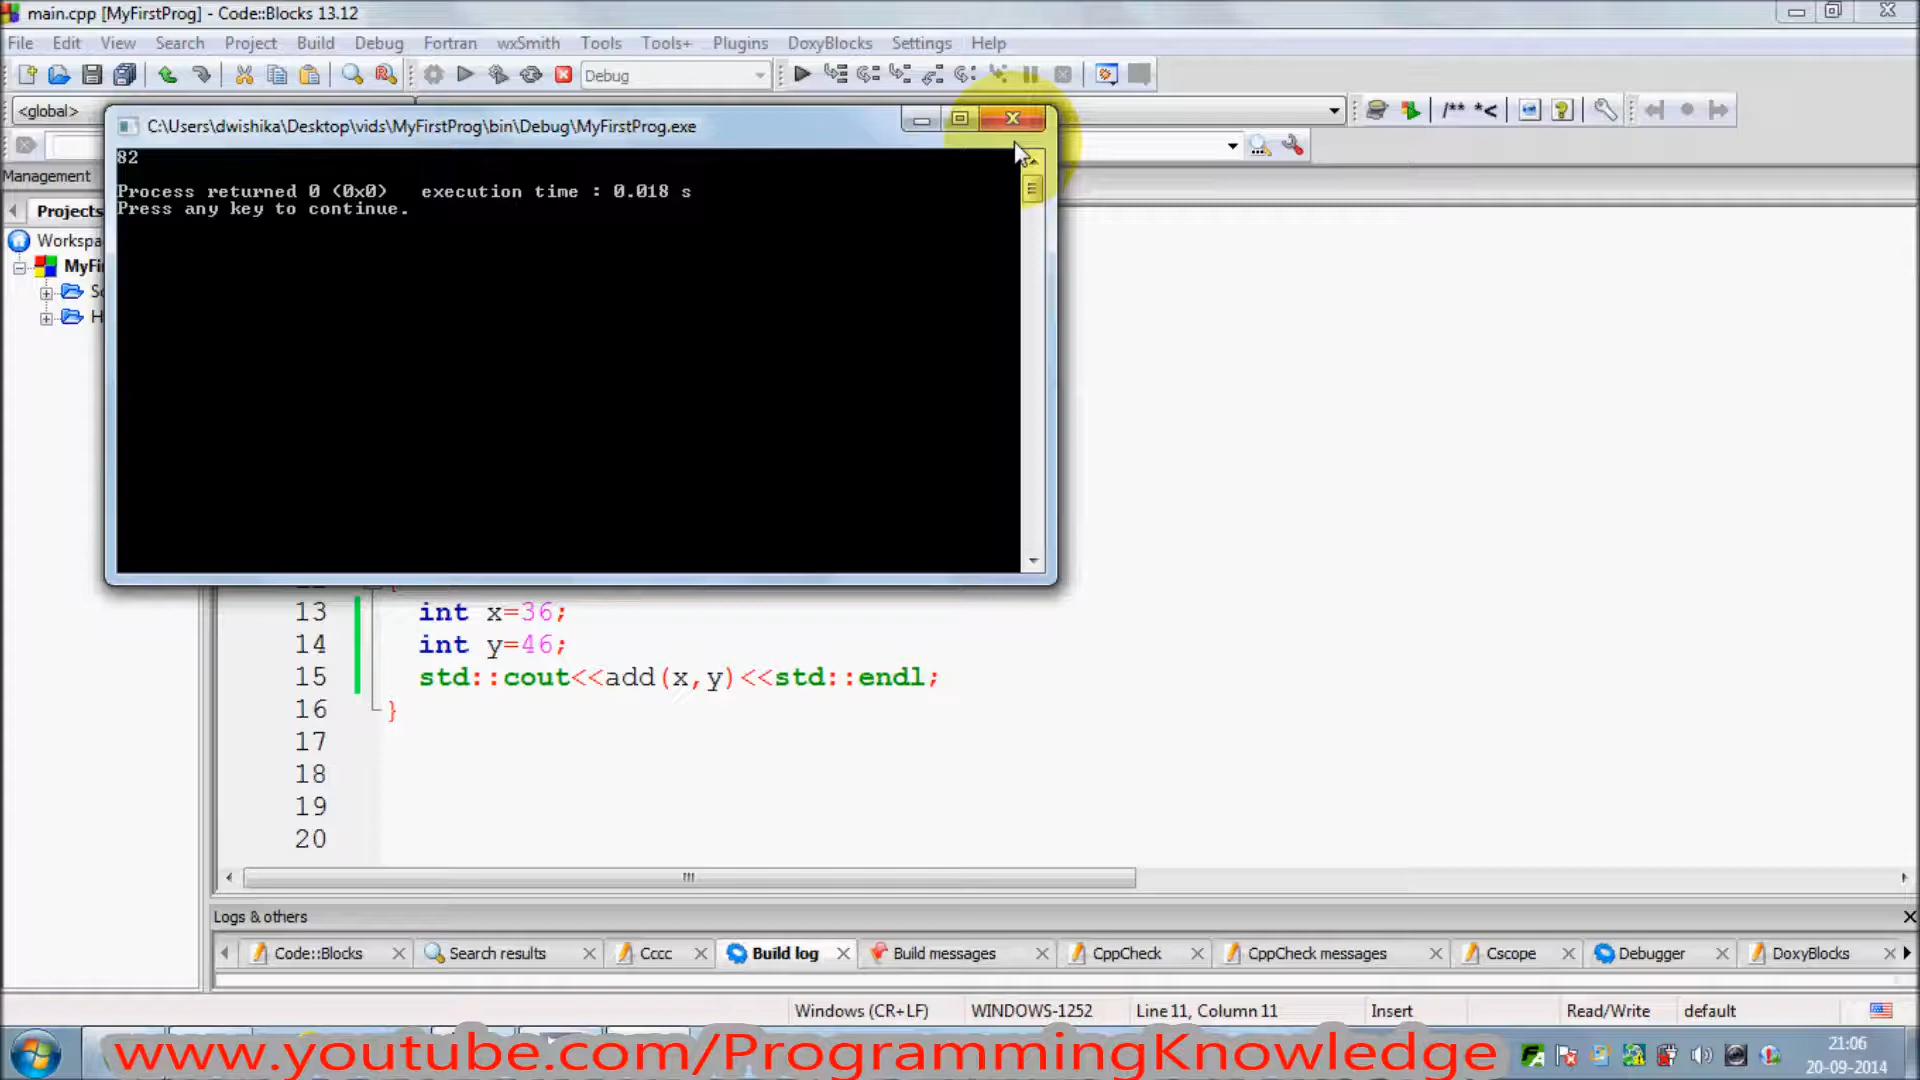 main.cpp [MyFirstProg] - Code::Blocks 13.12
File Edit View Search Project Build Debug Fortran wxSmith Tools Tools+ Plugins DoxyBlocks Settings Help
Debug
<global>
/** *<
C:\Users\dwishika\Desktop\vids\MyFirstProg\bin\Debug\MyFirstProg.exe
82
Process returned 0 (0x0)   execution time : 0.018 s
Press any key to continue.
Management
Projects
Workspa
MyFi
So
H
13 int x=36;
14 int y=46;
15 std::cout<<add(x,y)<<std::endl;
16 }
17
18
19
20
Logs & others
Code::Blocks Search results Cccc Build log Build messages CppCheck CppCheck messages Cscope Debugger DoxyBlocks
Windows (CR+LF) WINDOWS-1252 Line 11, Column 11 Insert Read/Write default
www.youtube.com/ProgrammingKnowledge
21:06
20-09-2014